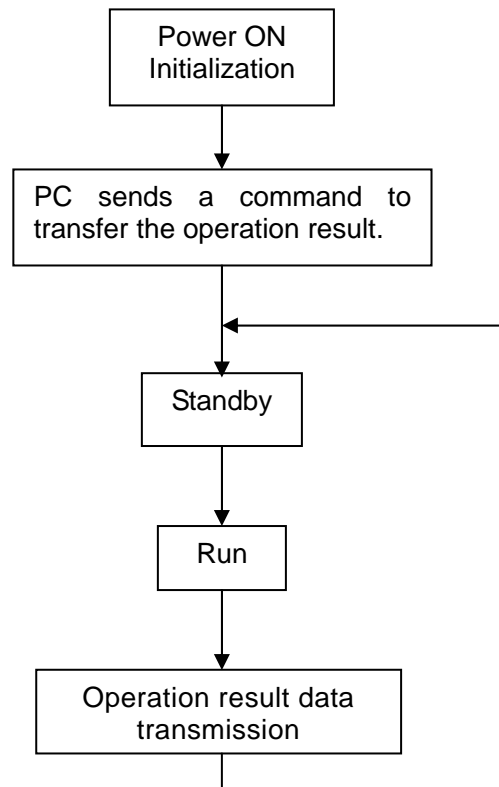 Power ON
Initialization
PC sends a command to
transfer the operation result.
Standby
Run
Operation result data
transmission